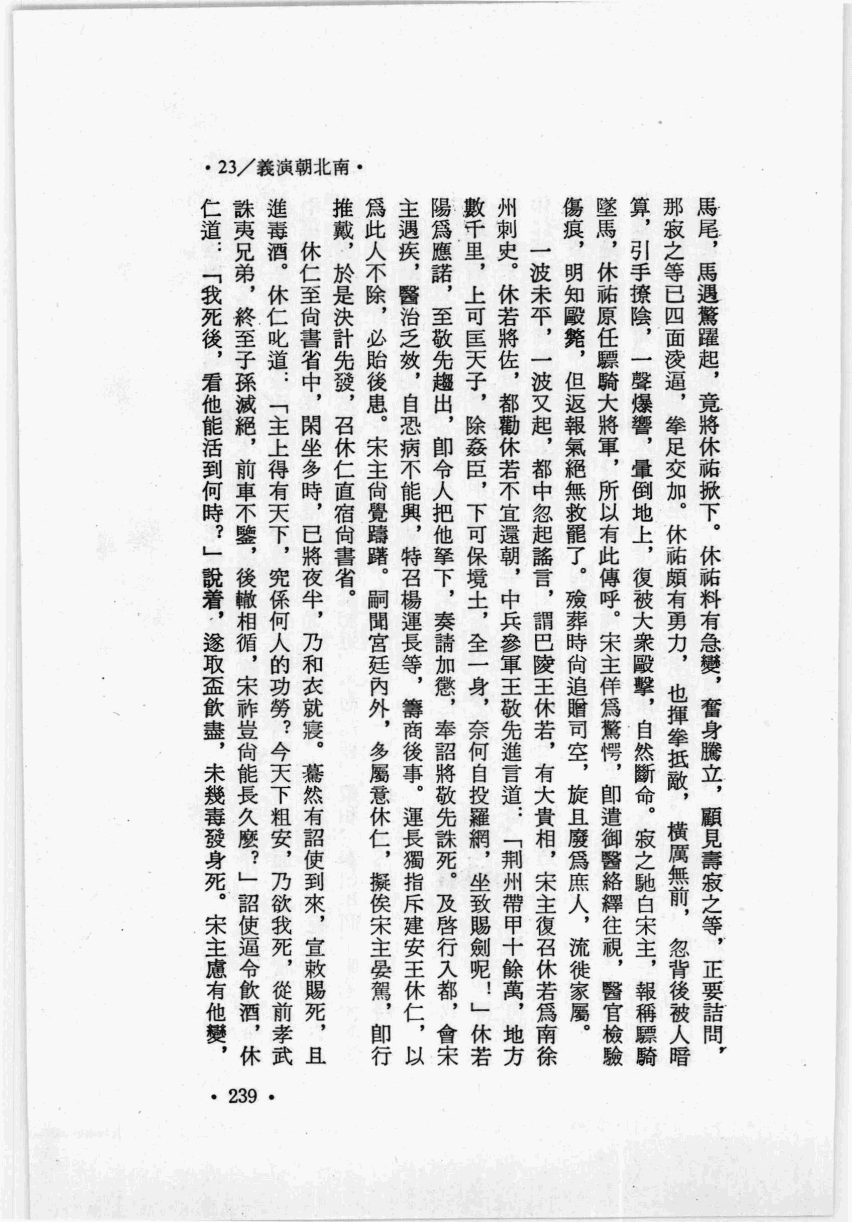 •23／義演朝北南•
馬尾，馬遇驚躍起，竟將休祐掀下。休祐料有急變，奮身騰立，顧見壽寂之等，正要詰問，
那寂之等已四面淩逼，拳足交加。休祐頗有勇力，也揮拳抵敵，橫厲無前，忽背後被人暗
算，引手撩陰，一聲爆響，暈倒地上，復被大衆毆擊，自然斷命。寂之馳白宋主，報稱驃騎
墜馬，休祐原任驃騎大將軍，所以有此傳呼。宋主佯爲驚愕，卽遣御醫絡繹往視，醫官檢驗
傷痕，明知毆斃，但返報氣絕無救罷了。殮葬時尙追贈司空，旋且廢爲庶人，流徙家屬。
一波未平，一波又起，都中忽起謠言，謂巴陵王休若，有大貴相，宋主復召休若爲南徐
州刺史。休若將佐，都勸休若不宜還朝，中兵參軍王敬先進言道：「荆州帶甲十餘萬，地方
數千里，上可匡天子，除姦臣，下可保境土，全一身，奈何自投羅網，坐致賜劍呢！」休若
陽爲應諾，至敬先趨出，卽令人把他拏下，奏請加懲，奉詔將敬先誅死。及啓行入都，會宋
主遇疾，醫治乏效，自恐病不能興，特召楊運長等，籌商後事。運長獨指斥建安王休仁，以
爲此人不除，必貽後患。宋主尙覺躊躇。嗣聞宮廷內外，多屬意休仁，擬俟宋主晏駕，卽行
推戴，於是決計先發，召休仁直宿尙書省。
休仁至尙書省中，閑坐多時，已將夜半，乃和衣就寢。驀然有詔使到來，宣敕賜死，且
進毒酒。休仁叱道：「主上得有天下，究係何人的功勞？今天下粗安，乃欲我死，從前孝武
誅夷兄弟，終至子孫滅絕，前車不鑒，後轍相循，宋祚豈尙能長久麼？」詔使逼令飲酒，休
仁道：「我死後，看他能活到何時？」說着，遂取盃飲盡，未幾毒發身死。宋主慮有他變，
•239•